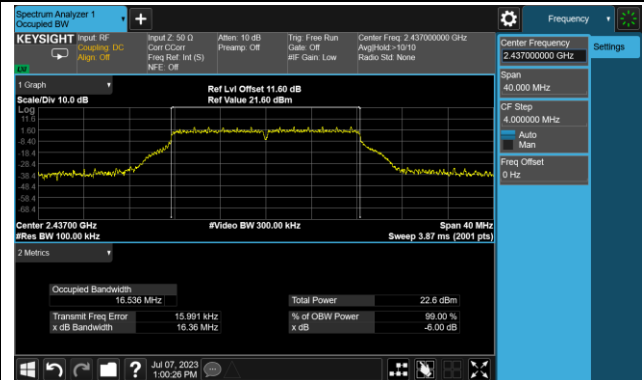 Spectrum Analyzer 1
Occupied BW
Frequency
KEYSIGHT
Input: RF
Coupling: DC
Align: Off
Input Z: 50 Ω
Corr CCorr
Freq Ref: Int (S)
NFE: Off
Atten: 10 dB
Preamp: Off
Trig: Free Run
Gate: Off
#IF Gain: Low
Center Freq: 2.437000000 GHz
Avg|Hold:>10/10
Radio Std: None
Center Frequency
2.437000000 GHz
Settings
Span
40.000 MHz
CF Step
4.000000 MHz
Auto
Man
Freq Offset
0 Hz
1 Graph
Scale/Div 10.0 dB
Ref Lvl Offset 11.60 dB
Ref Value 21.60 dBm
Log
11.6
1.60
-8.40
-18.4
-28.4
-38.4
-48.4
-58.4
-68.4
Center 2.43700 GHz
#Res BW 100.00 kHz
#Video BW 300.00 kHz
Span 40 MHz
Sweep 3.87 ms (2001 pts)
2 Metrics
Occupied Bandwidth
16.536 MHz
Total Power 22.6 dBm
Transmit Freq Error 15.991 kHz
% of OBW Power 99.00 %
x dB Bandwidth 16.36 MHz
x dB -6.00 dB
?
Jul 07, 2023
1:00:26 PM